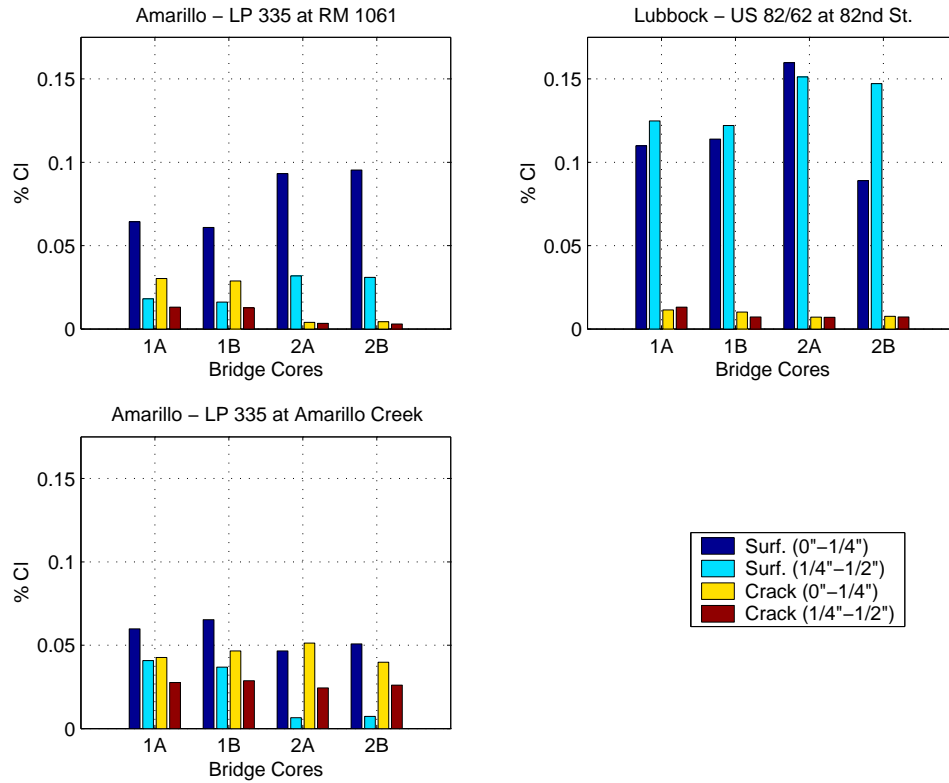 Amarillo − LP 335 at RM 1061
0.15
0.1
0.05
0
% Cl
1A 1B 2A 2B
Bridge Cores
Lubbock − US 82/62 at 82nd St.
0.15
0.1
0.05
0
% Cl
1A 1B 2A 2B
Bridge Cores
Amarillo − LP 335 at Amarillo Creek
0.15
0.1
0.05
0
% Cl
1A 1B 2A 2B
Bridge Cores
Surf. (0"−1/4")
Surf. (1/4"−1/2")
Crack (0"−1/4")
Crack (1/4"−1/2")